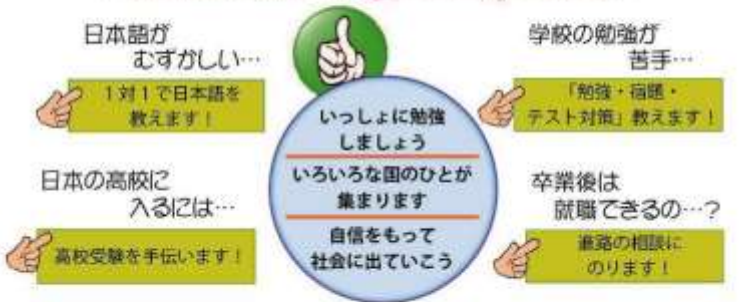 日本語が
むずかしい…
1対1で日本語を
教えます！
学校の勉強が
苦手…
「勉強・宿題・
テスト対策」教えます！
いっしょに勉強
しましょう
いろいろな国のひとが
集まります
自信をもって
社会に出ていこう
日本の高校に
入るには…
高校受験を手伝います！
卒業後は
就職できるの…？
進路の相談に
のります！